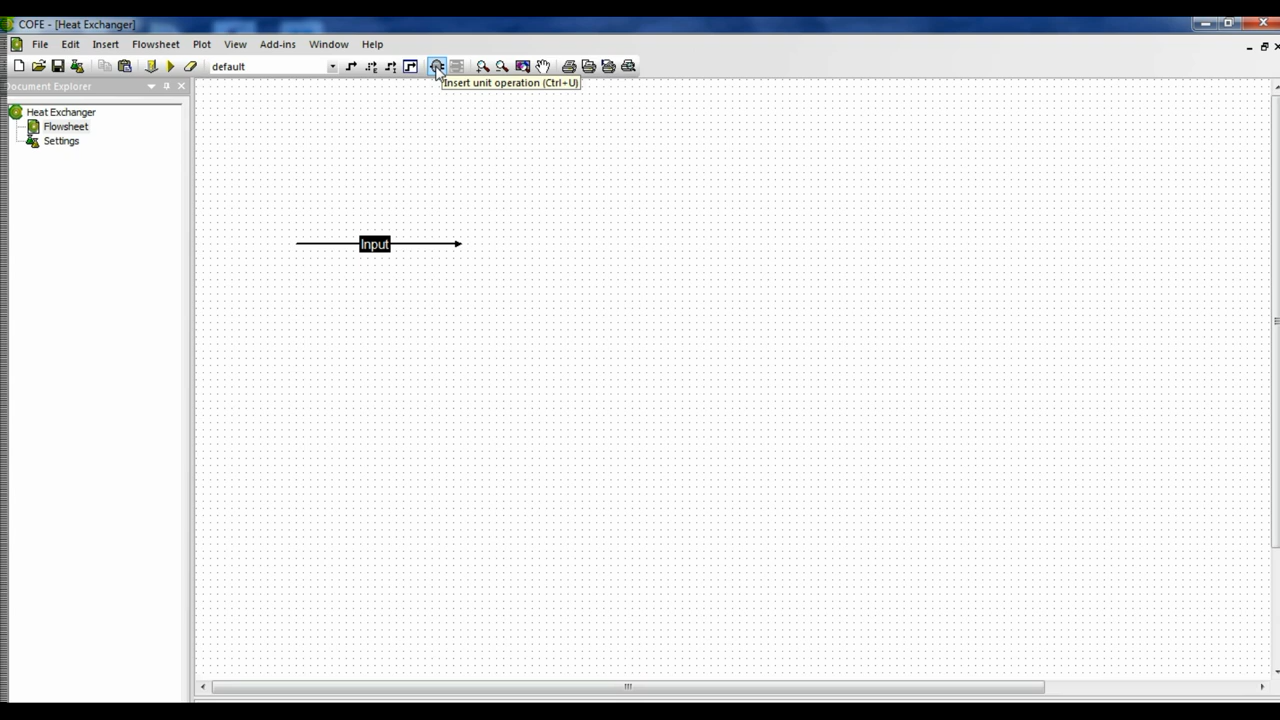 COFE - [Heat Exchanger]
File Edit Insert Flowsheet Plot View Add-ins Window Help
default
Insert unit operation (Ctrl+U)
Document Explorer
Heat Exchanger
Flowsheet
Settings
Input